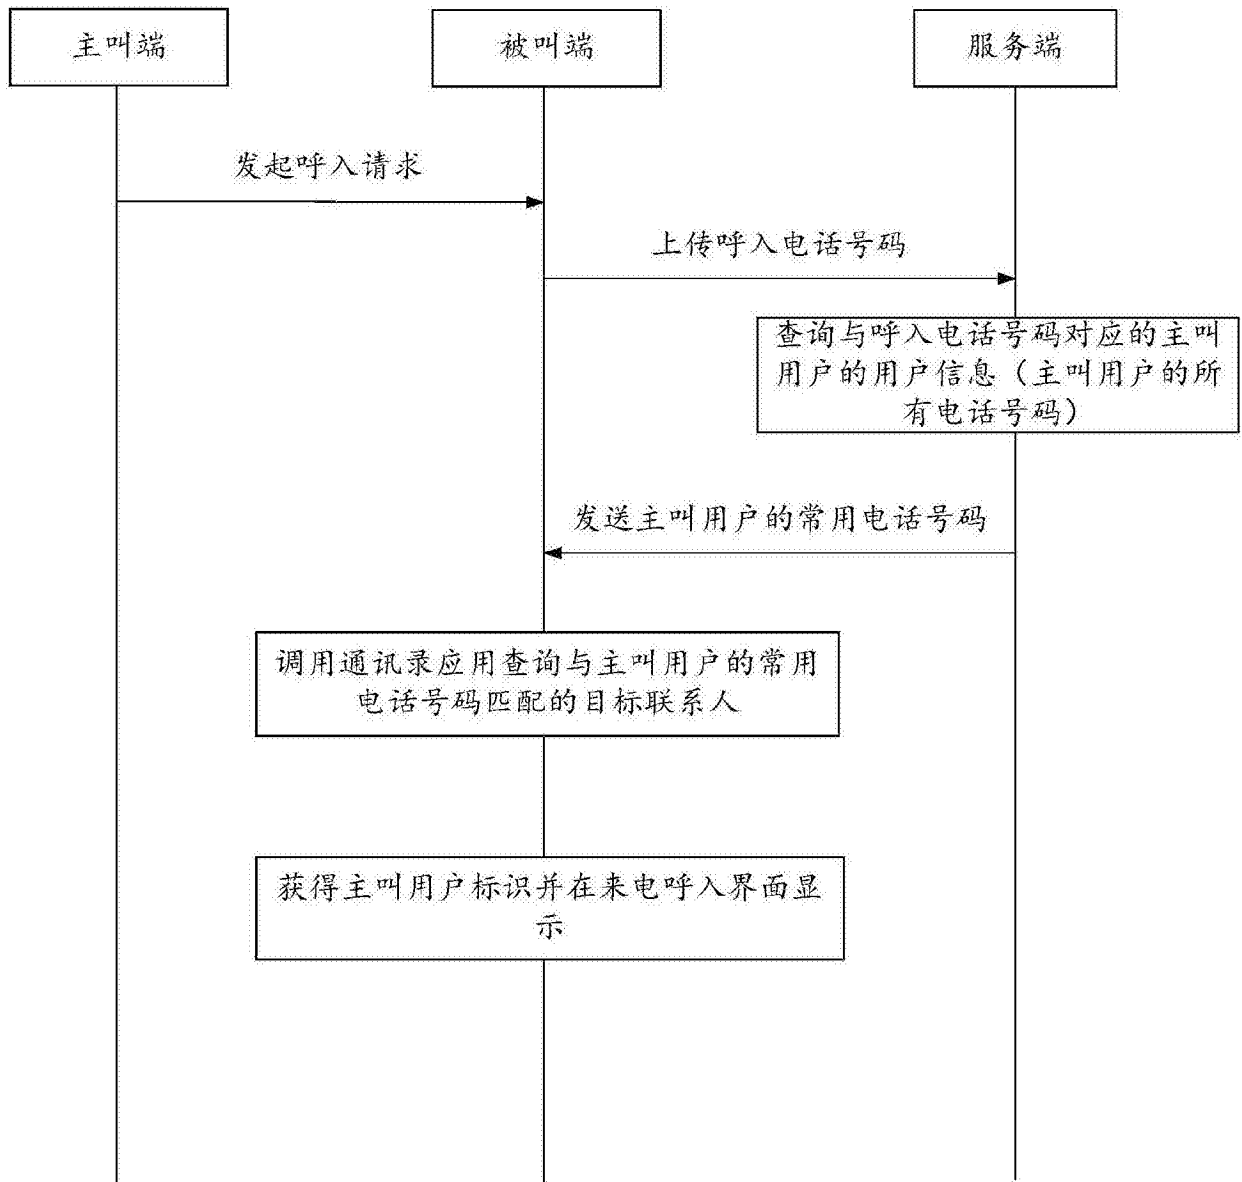 主叫端
被叫端
服务端
发起呼入请求
上传呼入电话号码
查询与呼入电话号码对应的主叫
用户的用户信息（主叫用户的所
有电话号码）
发送主叫用户的常用电话号码
调用通讯录应用查询与主叫用户的常用
电话号码匹配的目标联系人
获得主叫用户标识并在来电呼入界面显
示